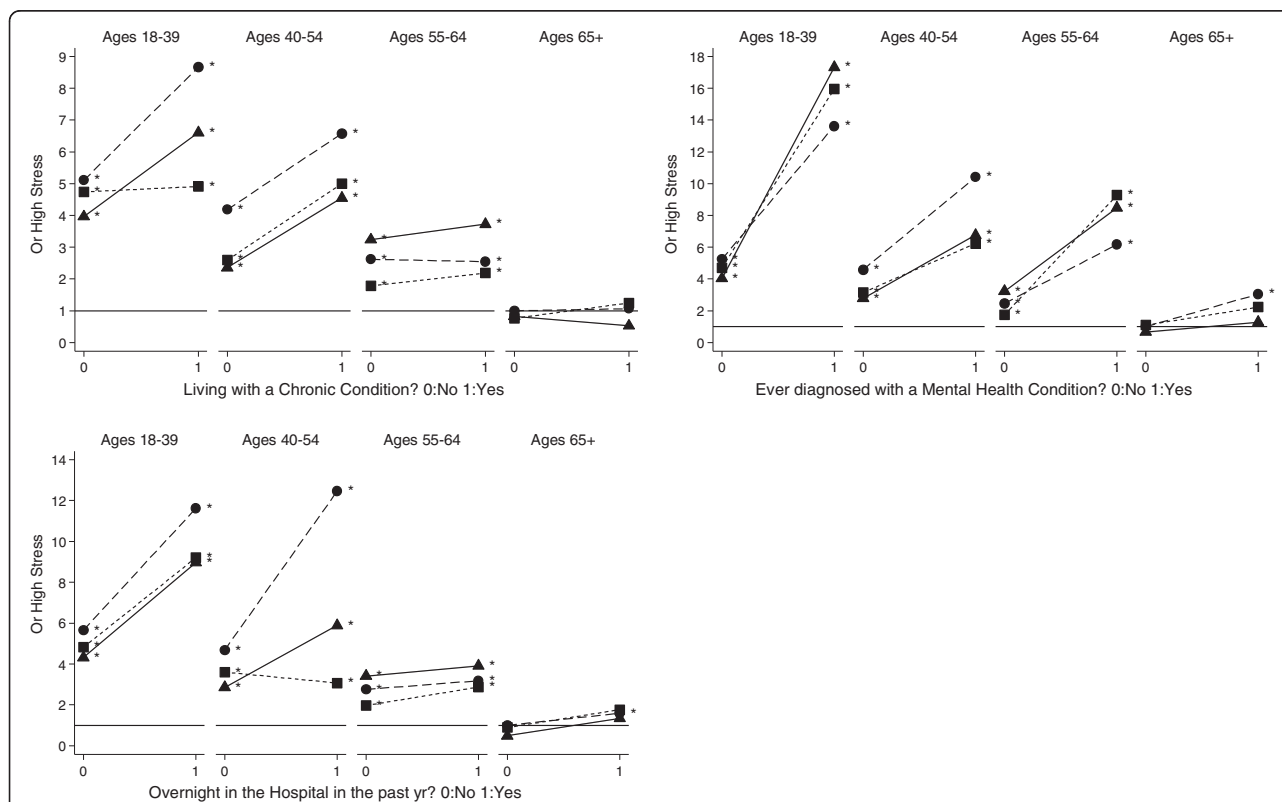 Ages 18-39 Ages 40-54 Ages 55-64 Ages 65+
Or High Stress
9
8
7
6
5
4
3
2
1
0
* * * * * * * * * * * * * * * * * *
0 1 0 1 0 1 0 1
Living with a Chronic Condition? 0:No 1:Yes
Ages 18-39 Ages 40-54 Ages 55-64 Ages 65+
Or High Stress
18
16
14
12
10
8
6
4
2
0
* * * * * * * * * * * * * * * * * * *
0 1 0 1 0 1 0 1
Ever diagnosed with a Mental Health Condition? 0:No 1:Yes
Ages 18-39 Ages 40-54 Ages 55-64 Ages 65+
Or High Stress
14
12
10
8
6
4
2
0
* * * * * * * * * * * * * * * * * * *
0 1 0 1 0 1 0 1
Overnight in the Hospital in the past yr? 0:No 1:Yes